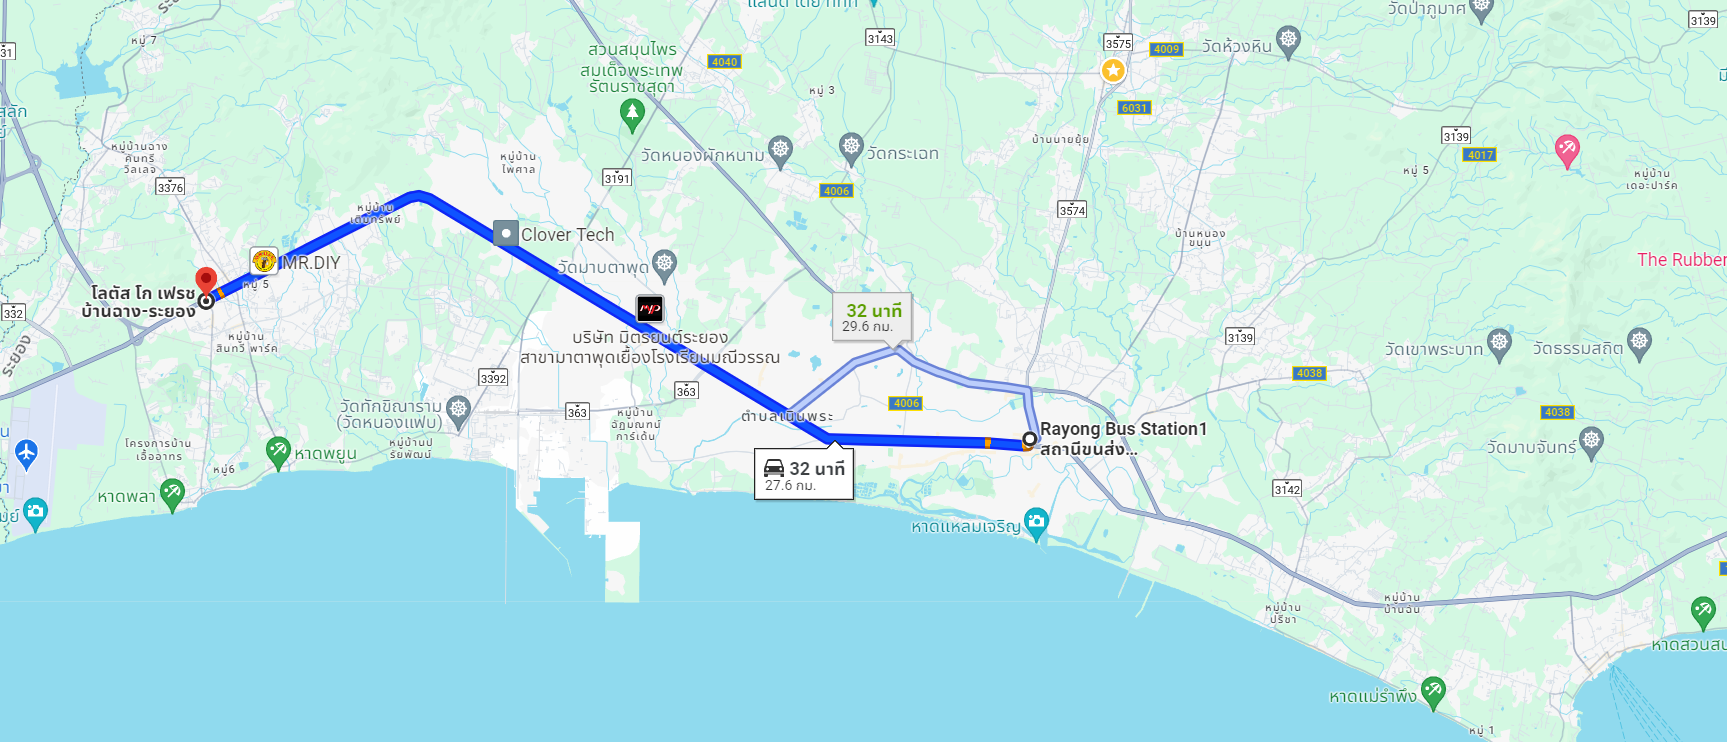 แลนด์ เดย์ ทิกิ
วัดป่าภูมาศ
3139
31
หมู่ 7
3143
3575
4009
วัดห้วงหิน
สวนสมุนไพร
สมเด็จพระเทพ
รัตนราชสุดา
4040
หมู่ 3
6031
บ้านนายยุ้ย
3139
4017
หมู่บ้านฉาง
คันทรี
วิลเลจ
หมู่บ้าน
ไพศาล
วัดหนองผักหนาม
วัดกระเฉท
หมู่ 5
หมู่บ้าน
เดอะปาร์ค
3376
3191
4006
3574
หมู่บ้าน
เติมทรัพย์
Clover Tech
หมู่บ้านหนอง
ขนุน
MR.DIY
วัดมาบตาพุด
The Rubber
หมู่ 5
โลตัส โก เฟรช
บ้านฉาง-ระยอง
332
ระยอง
32 นาที
29.6 กม.
หมู่บ้าน
สินทวี พาร์ค
บริษัท มิตรยนต์ระยอง
สาขามาตาพุดเยื้องโรงเรียนมณีวรรณ
3139
วัดเขาพระบาท
วัดธรรมสถิต
3392
363
363
4038
4006
4038
วัดทักขิณาราม
(วัดหนองแฟบ)
หมู่บ้าน
อัฏฒณทน์
การ์เด้น
ตำบลเนินพระ
Rayong Bus Station1
สถานีขนส่ง...
โครงการบ้าน
เอื้ออาทร
หาดพยูน
หมู่บ้านปู
รัยพัฒน์
วัดมาบจันทร์
หมู่6
32 นาที
27.6 กม.
3142
หาดพลา
หาดแหลมเจริญ
หมู่บ้าน
ปรีชา
หมู่บ้าน
บ้านฉัน
หาดสวนสน
หาดแม่รำพึง
หมู่ 1